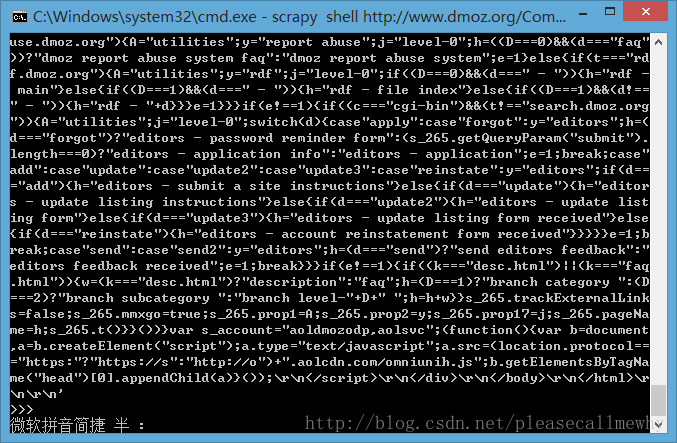 C:\Windows\system32\cmd.exe - scrapy  shell http://www.dmoz.org/Com...
use.dmoz.org"){A="utilities";y="report abuse";j="level-0";h=((D===0)&&(d==="faq"
))?"dmoz report abuse system faq":"dmoz report abuse system";e=1}else{if(t==="rd
f.dmoz.org"){A="utilities";y="rdf";j="level-0";if((D===0)&&(d===" - ")){h="rdf -
 main"}else{if((D===1)&&(d===" - ")){h="rdf - file index"}else{if((D===1)&&(d!==
" - ")){h="rdf - "+d}}}e=1}}}if(e!==1){if((c==="cgi-bin")&&(t!=="search.dmoz.org
")){A="utilities";j="level-0";switch(d){case"apply":case"forgot":y="editors";h=(
d==="forgot")?"editors - password reminder form":(s_265.getQueryParam("submit").
length===0)?"editors - application info":"editors - application";e=1;break;case"
add":case"update":case"update2":case"update3":case"reinstate":y="editors";if(d==
="add"){h="editors - submit a site instructions"}else{if(d==="update"){h="editor
s - update listing instructions"}else{if(d==="update2"){h="editors - update list
ing form"}else{if(d==="update3"){h="editors - update listing form received"}else
{if(d==="reinstate"){h="editors - account reinstatement form received"}}}}}e=1;b
reak;case"send":case"send2":y="editors";h=(d==="send")?"send editors feedback":"
editors feedback received";e=1;break}}}if(e!==1){if((k==="desc.html")||(k==="faq
.html")){w=(k==="desc.html")?"description":"faq";h=(D===1)?"branch category ":(D
===2)?"branch subcategory ":"branch level-"+D+" ";h=h+w}}s_265.trackExternalLink
s=false;s_265.mmxgo=true;s_265.prop1=A;s_265.prop2=y;s_265.prop17=j;s_265.pageNa
me=h;s_265.t()}}())}var s_account="aoldmozodp,aolsvc";(function(){var b=document
,a=b.createElement("script");a.type="text/javascript";a.src=(location.protocol==
="https:"?"https://s":"http://o")+".aolcdn.com/omniunih.js";b.getElementsByTagNa
me("head")[0].appendChild(a)}());\r\n</script>\r\n</div>\r\n</body>\r\n</html>\r
\n\r\n'
>>>
微软拼音简捷 半 ：
http://blog.csdn.net/pleasecallmewh